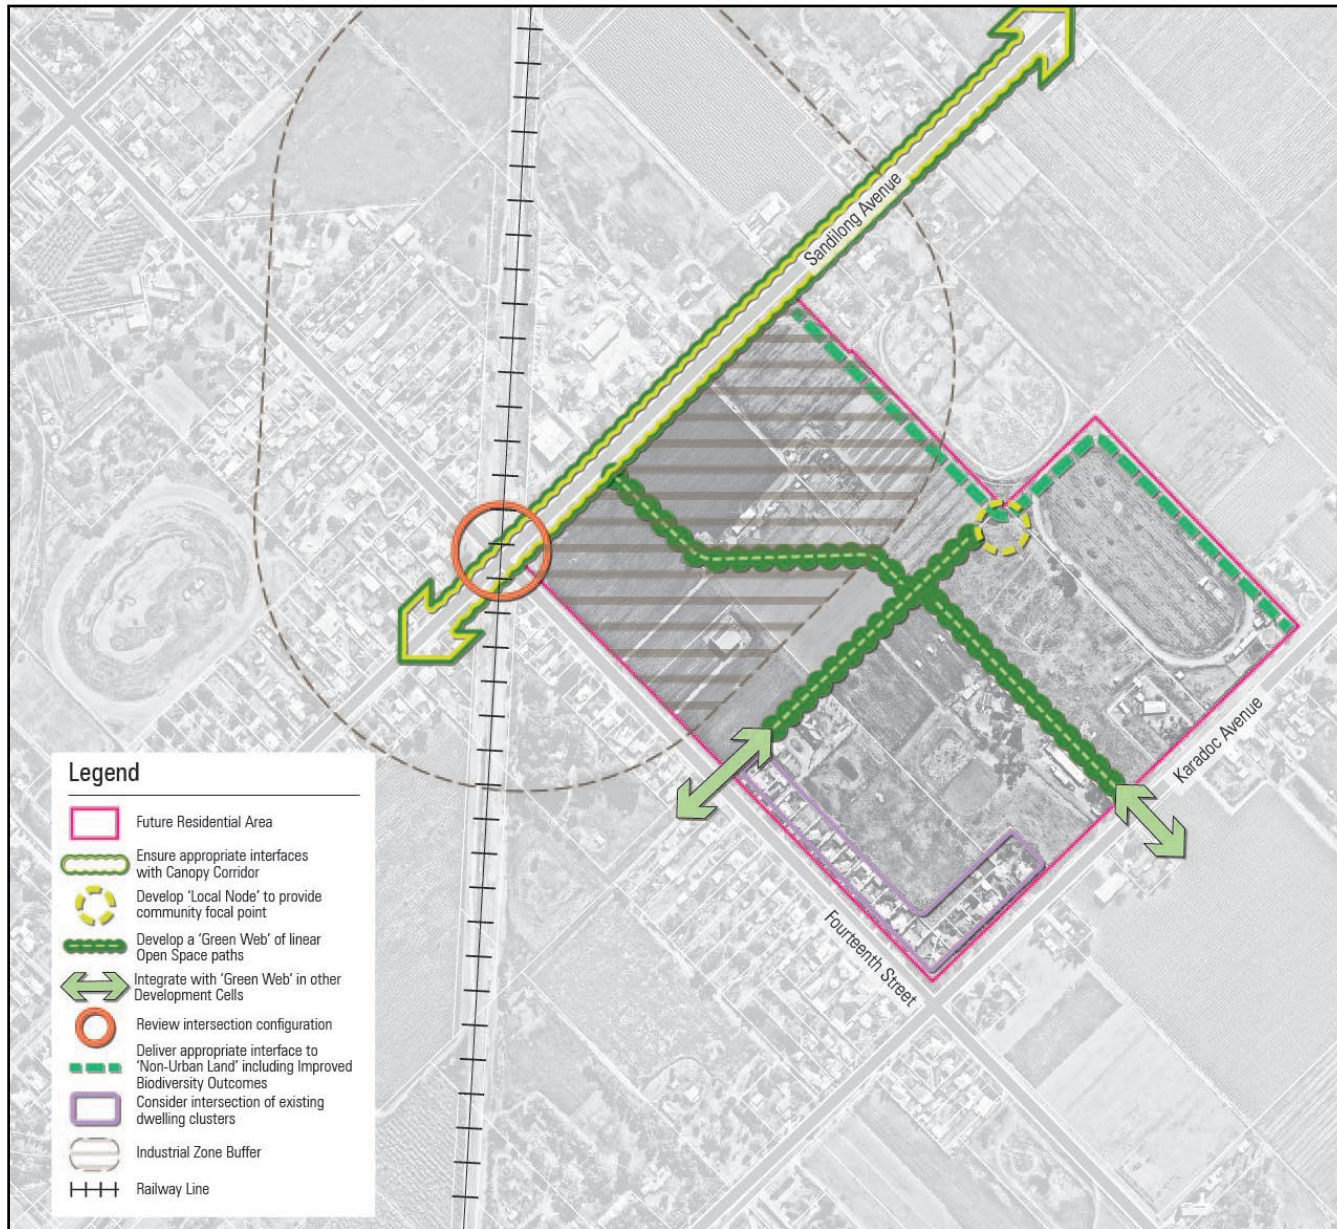 Sandilong Avenue
Karadoc Avenue
Fourteenth Street
Legend
Future Residential Area
Ensure appropriate interfaces
with Canopy Corridor
Develop ‘Local Node’ to provide
community focal point
Develop a ‘Green Web’ of linear
Open Space paths
Integrate with ‘Green Web’ in other
Development Cells
Review intersection configuration
Deliver appropriate interface to
‘Non-Urban Land’ including Improved
Biodiversity Outcomes
Consider intersection of existing
dwelling clusters
Industrial Zone Buffer
Railway Line